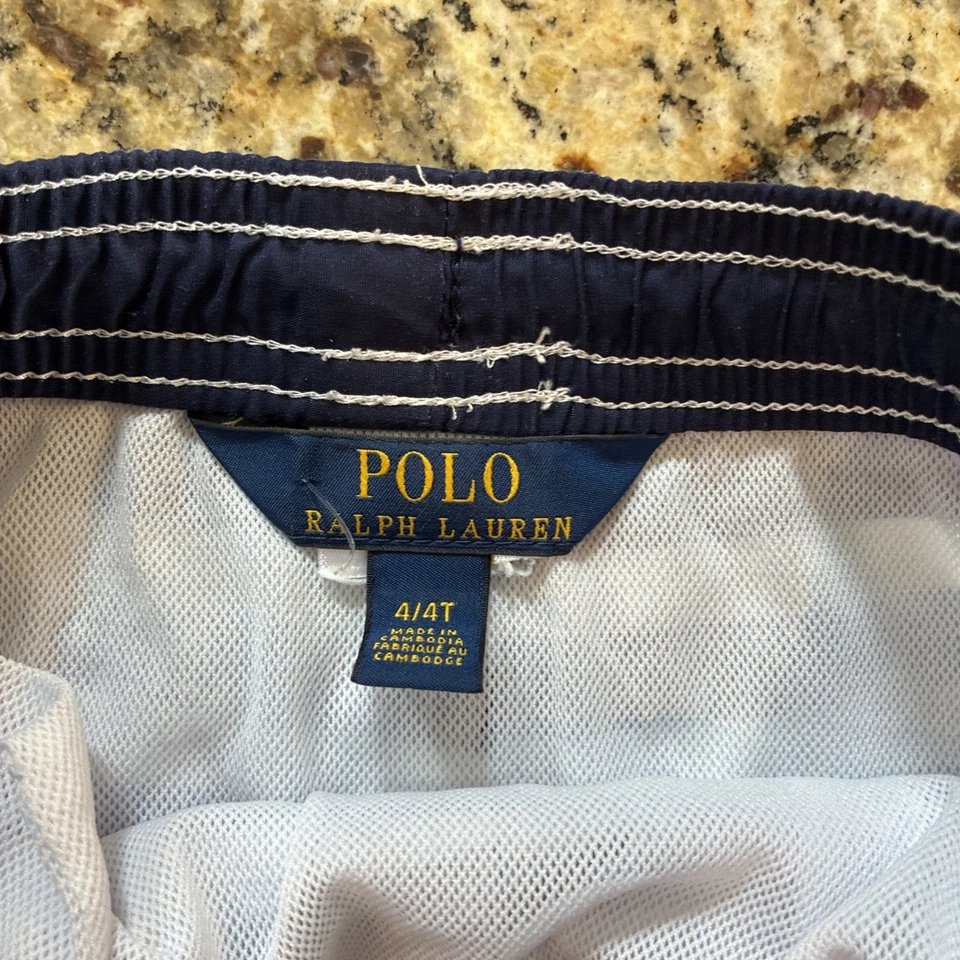 POLO
RALPH LAUREN
4/4T
MADE IN
CAMBODIA
FABRIQUÉ AU
CAMBODGE